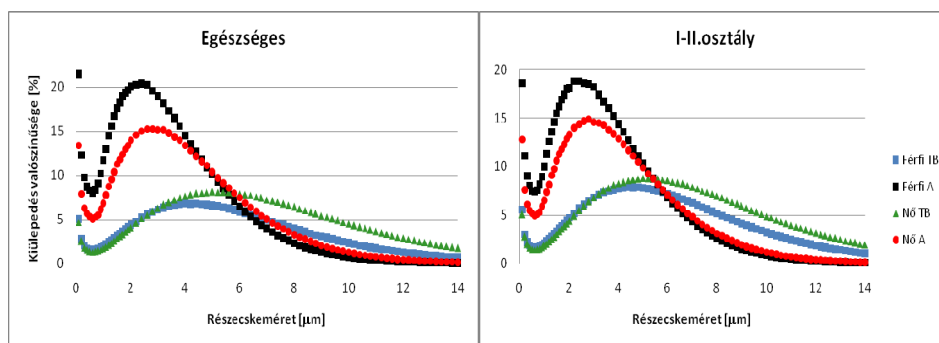 Egészséges
I-II.osztály
Külepedés valószínűsége [%]
20
15
10
5
0
0 2 4 6 8 10 12 14
Részecskeméret [μm]
20
15
10
5
0
0 2 4 6 8 10 12 14
Részecskeméret [μm]
Férfi TB
Férfi A
Nő TB
Nő A